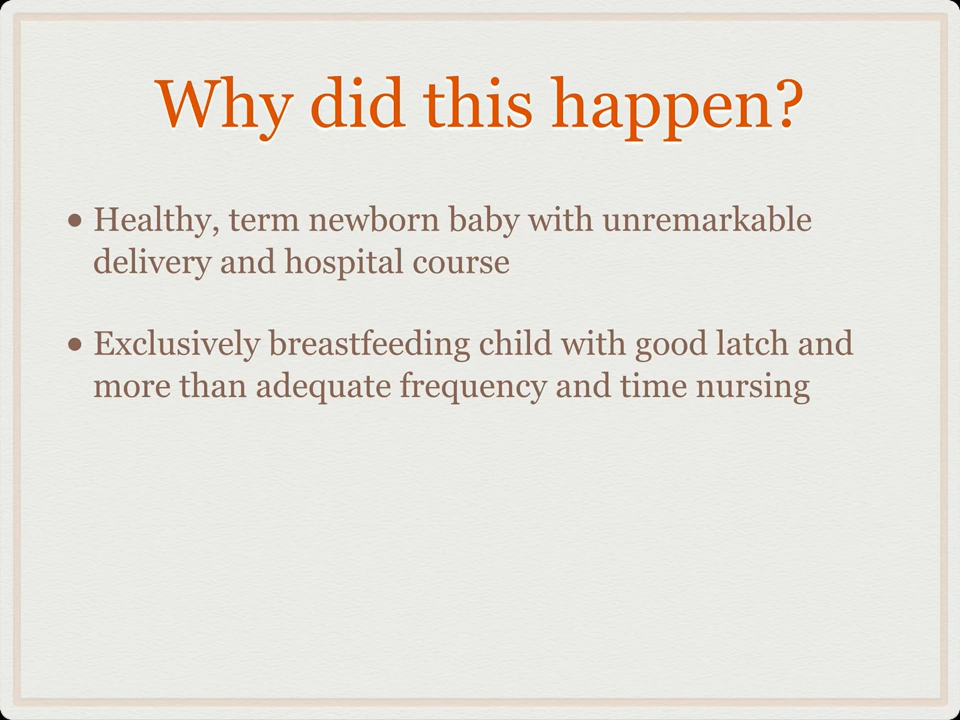 Why did this happen?
• Healthy, term newborn baby with unremarkable
delivery and hospital course
• Exclusively breastfeeding child with good latch and
more than adequate frequency and time nursing